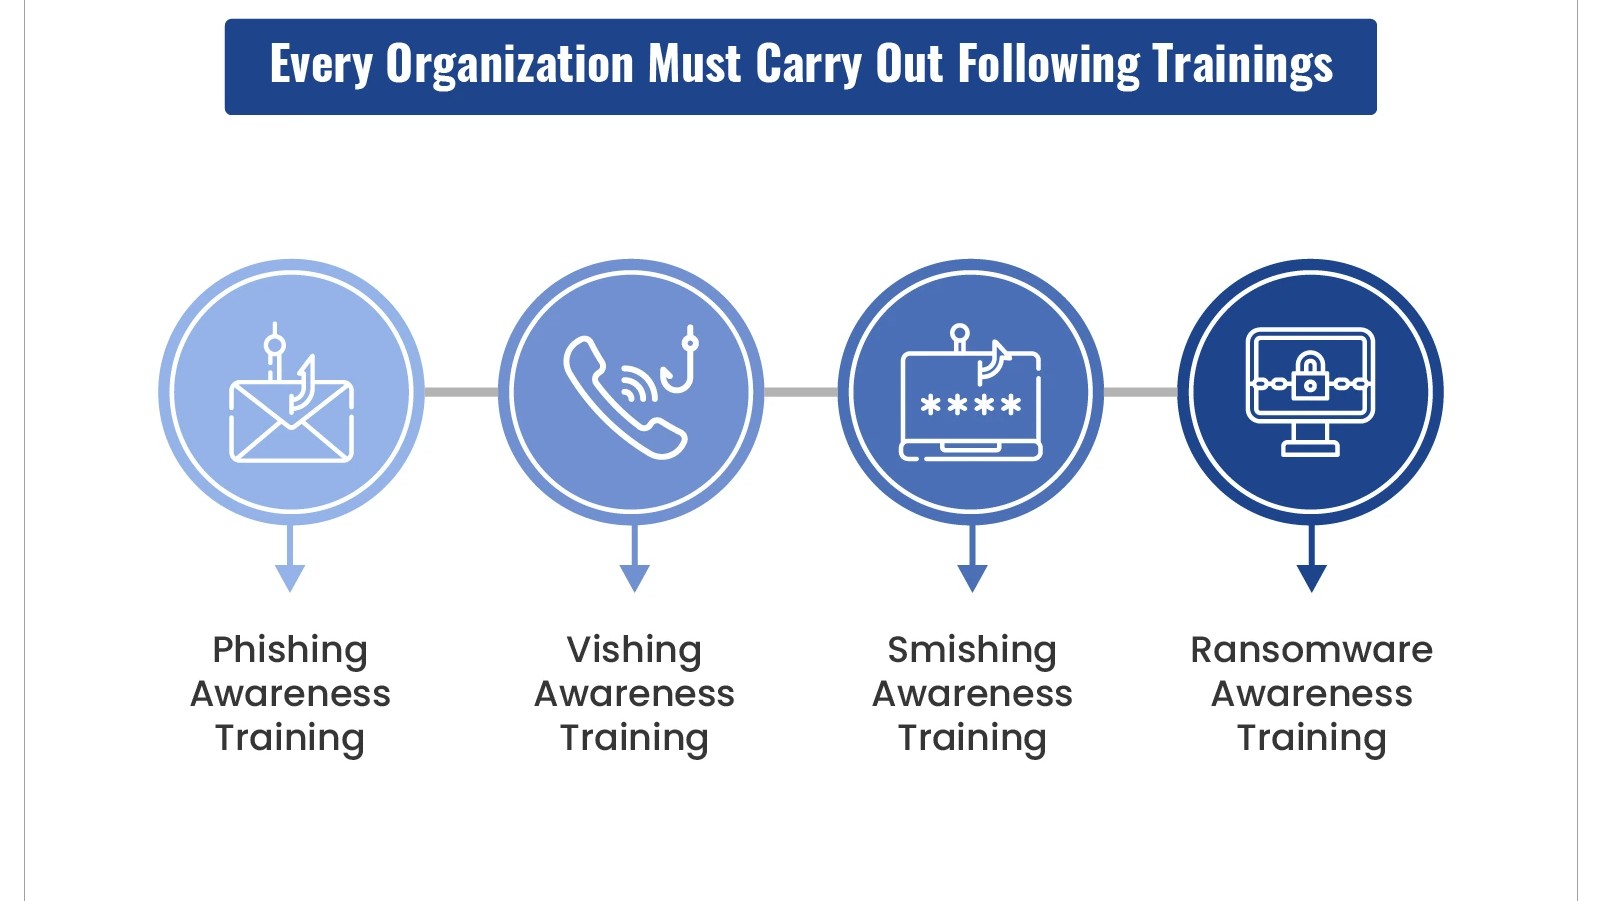 Every Organization Must Carry Out Following Trainings
Phishing
Awareness
Training
Vishing
Awareness
Training
****
Smishing
Awareness
Training
Ransomware
Awareness
Training